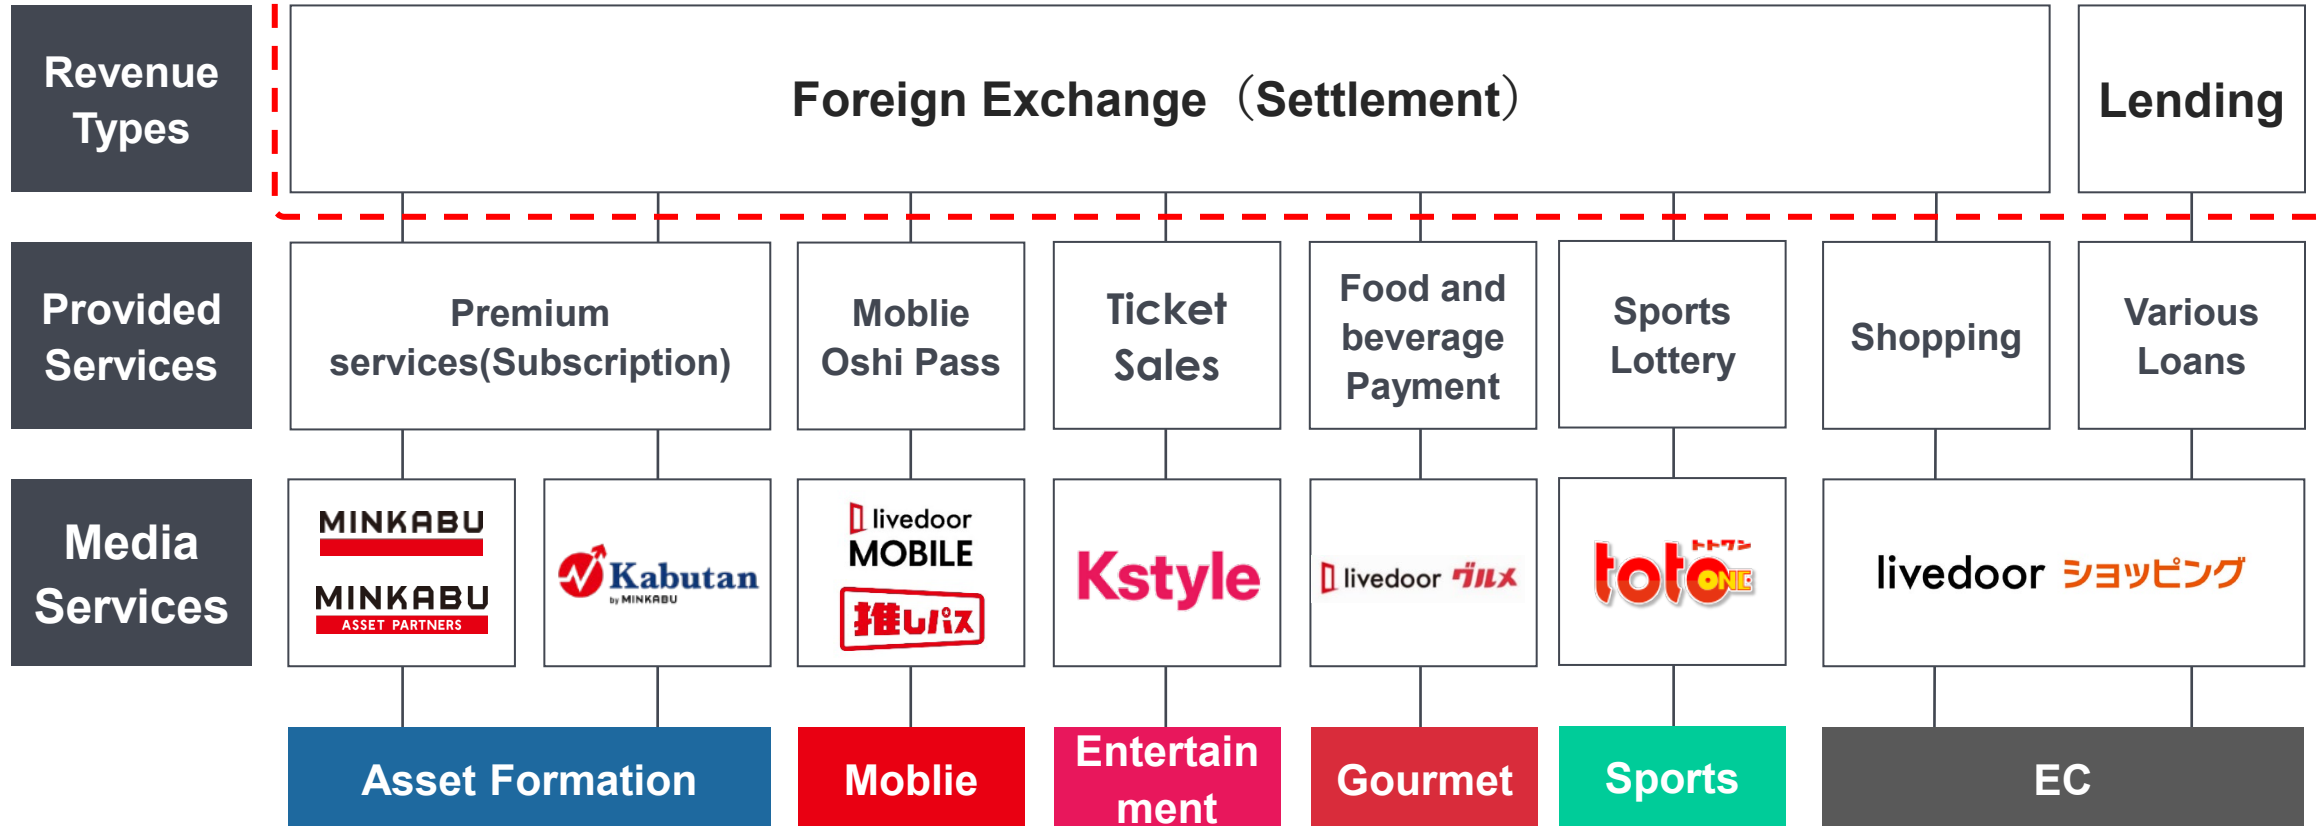 Revenue
Types
Foreign Exchange（Settlement）
Lending
Provided
Services
Premium
services(Subscription)
Moblie
Oshi Pass
Ticket
Sales
Food and
beverage
Payment
Sports
Lottery
Shopping
Various
Loans
Media
Services
MINKABU
MINKABU
ASSET PARTNERS
Kabutan
by MINKABU
livedoor
MOBILE
推しパス
Kstyle
livedoor グルメ
トトワン
toto
ONE
livedoor ショッピング
Asset Formation
Moblie
Entertain
ment
Gourmet
Sports
EC